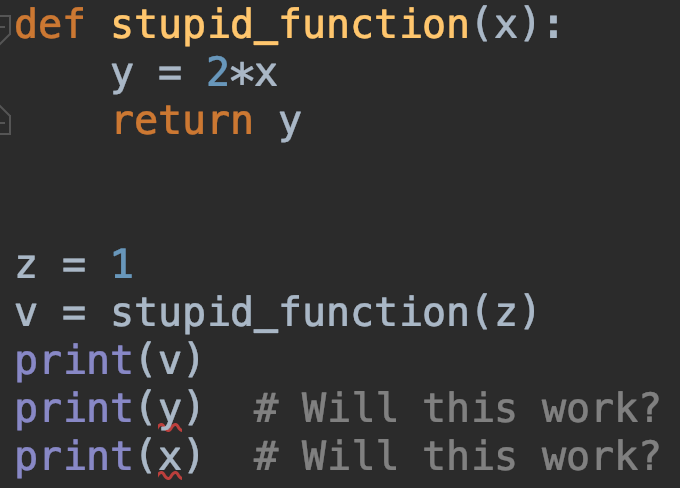 def stupid_function(x):
    y = 2*x
    return y
z = 1
v = stupid_function(z)
print(v)
print(y)  # Will this work?
print(x)  # Will this work?